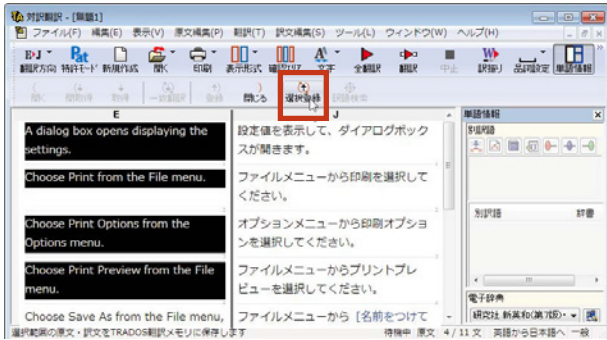 対訳翻訳 - [無題1]
ファイル(F) 編集(E) 表示(V) 原文編集(P) 翻訳(T) 訳文編集(S) ツール(L) ウィンドウ(W) ヘルプ(H)
E▸J Pat A W
翻訳方向 特許モード 新規作成 開く 印刷 表示形式 確認以て 文字 全翻訳 翻訳 中止 訳振り 品詞設定 単語情報
開く 閉じる 選択登録 訳語検索
E J
A dialog box opens displaying the
settings.
設定値を表示して、ダイアログボック
スが開きます。
Choose Print from the File menu.
ファイルメニューから印刷を選択して
ください。
Choose Print Options from the
Options menu.
オプションメニューから印刷オプショ
ンを選択してください。
Choose Print Preview from the File
menu.
ファイルメニューからプリントプレ
ビューを選択してください。
Choose Save As from the File menu,
ファイルメニューから [名前をつけて
単語情報
別訳語
別訳語 辞書
電子辞典
研究社 新英和(第7版)・
選択範囲の原文・訳文をTRADOS翻訳メモリに保存します 待機中 原文 4 / 11 文 英語から日本語へ 一般